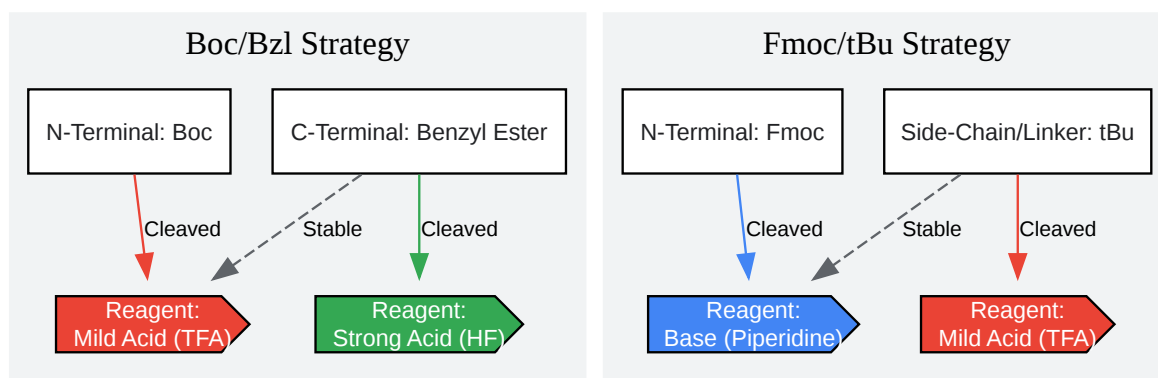 Boc/Bzl Strategy
N-Terminal: Boc
C-Terminal: Benzyl Ester
Cleaved
Stable
Cleaved
Reagent:
Mild Acid (TFA)
Reagent:
Strong Acid (HF)
Fmoc/tBu Strategy
N-Terminal: Fmoc
Side-Chain/Linker: tBu
Cleaved
Stable
Cleaved
Reagent:
Base (Piperidine)
Reagent:
Mild Acid (TFA)